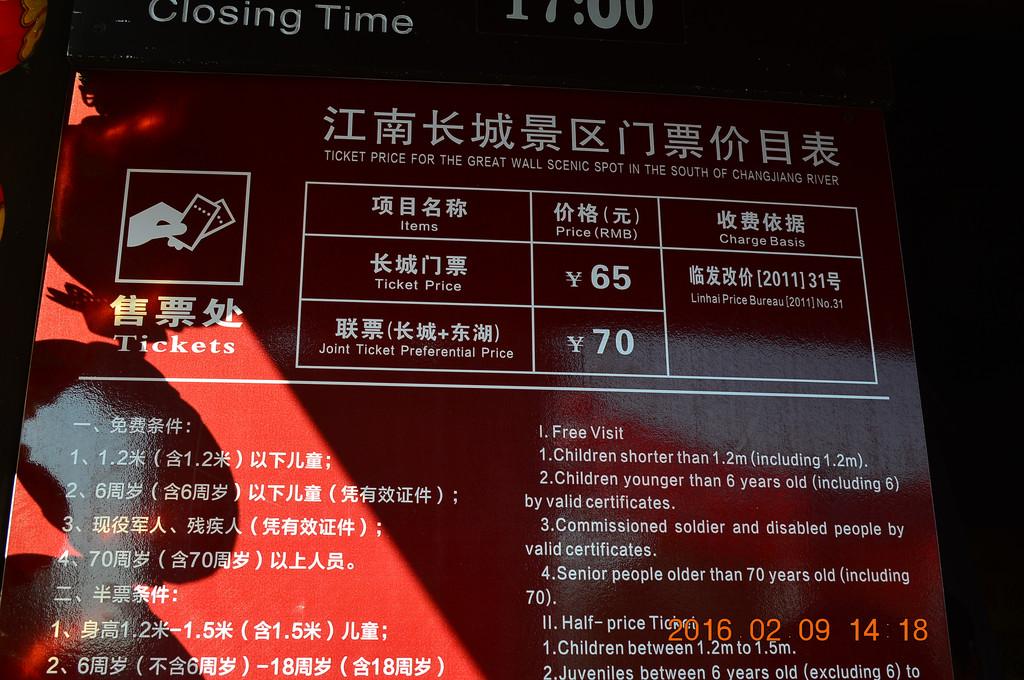 Closing Time 17:00
江南长城景区门票价目表
TICKET PRICE FOR THE GREAT WALL SCENIC SPOT IN THE SOUTH OF CHANGJIANG RIVER
售票处
Tickets
项目名称 价格(元) 收费依据
Items Price (RMB) Charge Basis
长城门票 ¥ 65 临发改价[2011]31号
Ticket Price Linhai Price Bureau [2011] No.31
联票(长城+东湖) ¥ 70
Joint Ticket Preferential Price
一、免费条件:
1、1.2米(含1.2米)以下儿童;
2、6周岁(含6周岁)以下儿童(凭有效证件);
3、现役军人、残疾人(凭有效证件);
4、70周岁(含70周岁)以上人员。
二、半票条件:
1、身高1.2米-1.5米(含1.5米)儿童;
2、6周岁(不含6周岁)-18周岁(含18周岁)
I. Free Visit
1.Children shorter than 1.2m (including 1.2m).
2.Children younger than 6 years old (including 6)
by valid certificates.
3.Commissioned soldier and disabled people by
valid certificates.
4.Senior people older than 70 years old (including
70).
II. Half- price Ticket
1.Children between 1.2m to 1.5m.
2.Juveniles between 6 years old (excluding 6) to
2016 02 09 14 18